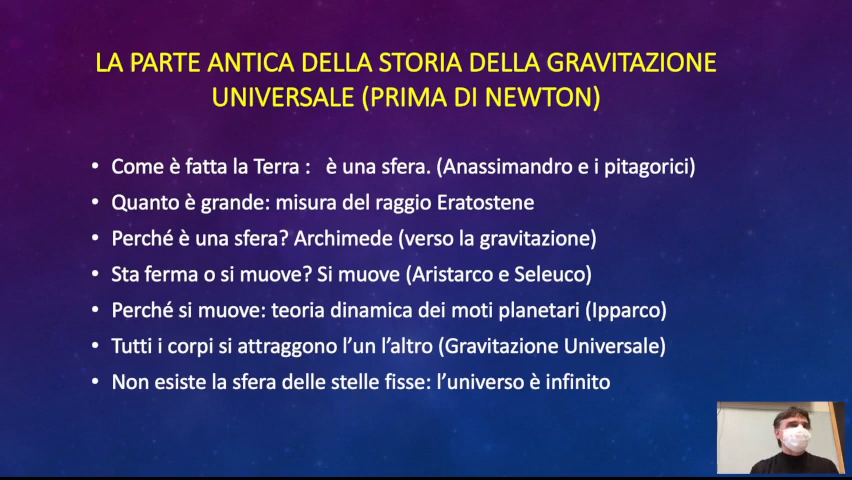 LA PARTE ANTICA DELLA STORIA DELLA GRAVITAZIONE
UNIVERSALE (PRIMA DI NEWTON)
• Come è fatta la Terra : è una sfera. (Anassimandro e i pitagorici)
• Quanto è grande: misura del raggio Eratostene
• Perché è una sfera? Archimede (verso la gravitazione)
• Sta ferma o si muove? Si muove (Aristarco e Seleuco)
• Perché si muove: teoria dinamica dei moti planetari (Ipparco)
• Tutti i corpi si attraggono l’un l’altro (Gravitazione Universale)
• Non esiste la sfera delle stelle fisse: l’universo è infinito